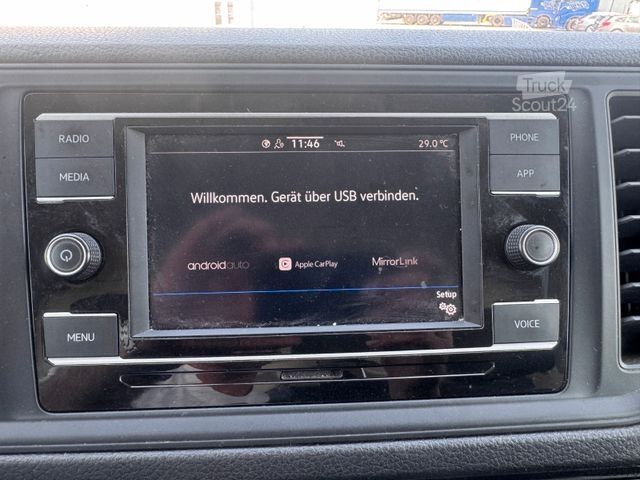 Truck
Scout24
RADIO
MEDIA
MENU
11:46
29.0 °C
Willkommen. Gerät über USB verbinden.
androidauto
Apple CarPlay
MirrorLink
Setup
PHONE
APP
VOICE